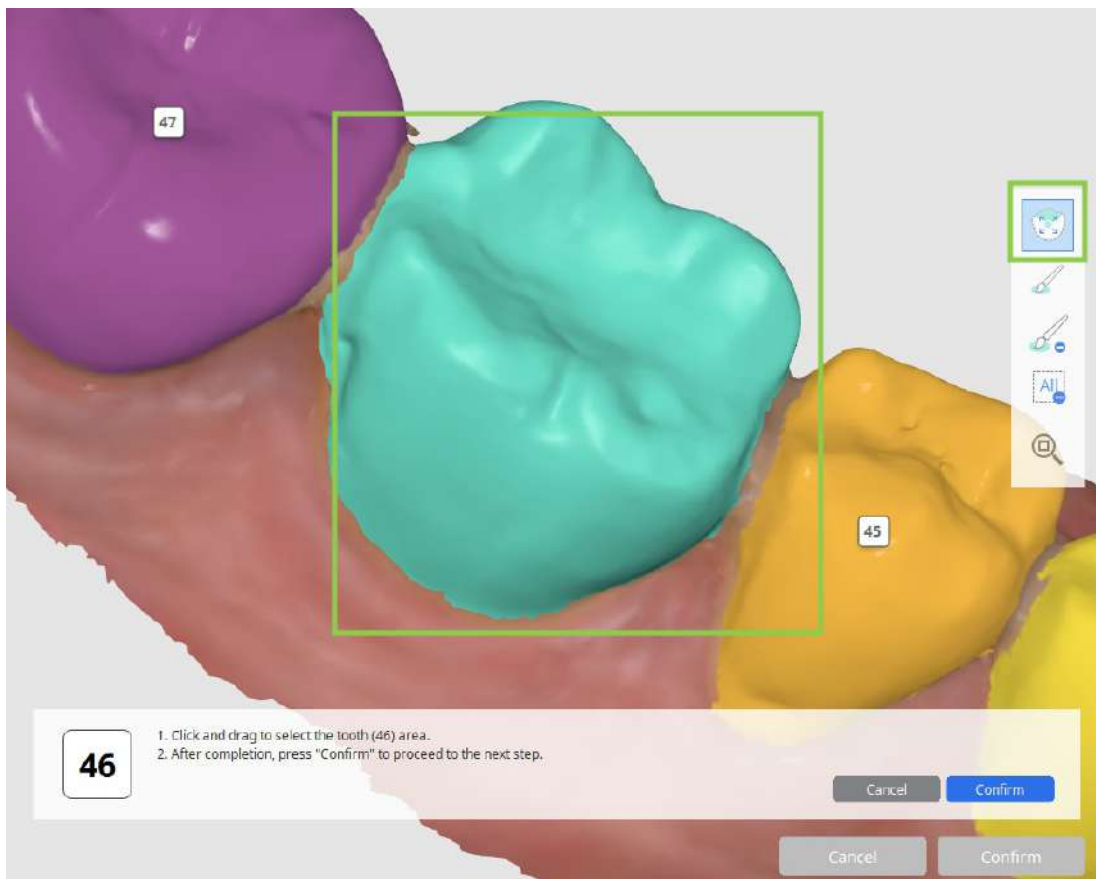 47
45
All
46
1. Click and drag to select the tooth (46) area.
2. After completion, press "Confirm" to proceed to the next step.
Cancel Confirm
Cancel Confirm